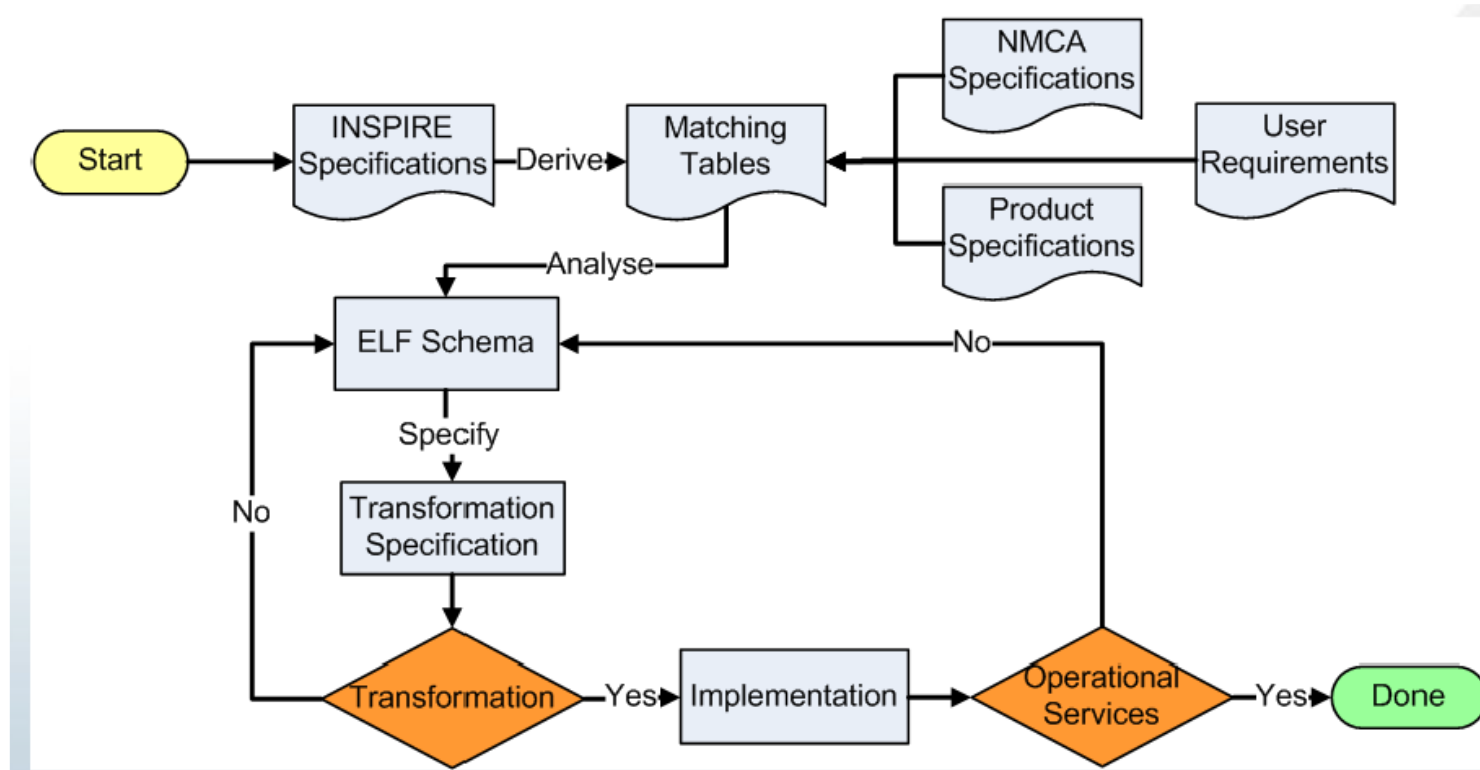 NMCA
Specifications
Start
INSPIRE
Specifications
Derive
Matching
Tables
User
Requirements
Product
Specifications
Analyse
ELF Schema
No
Specify
No
Transformation
Specification
Transformation
Yes
Implementation
Operational
Services
Yes
Done